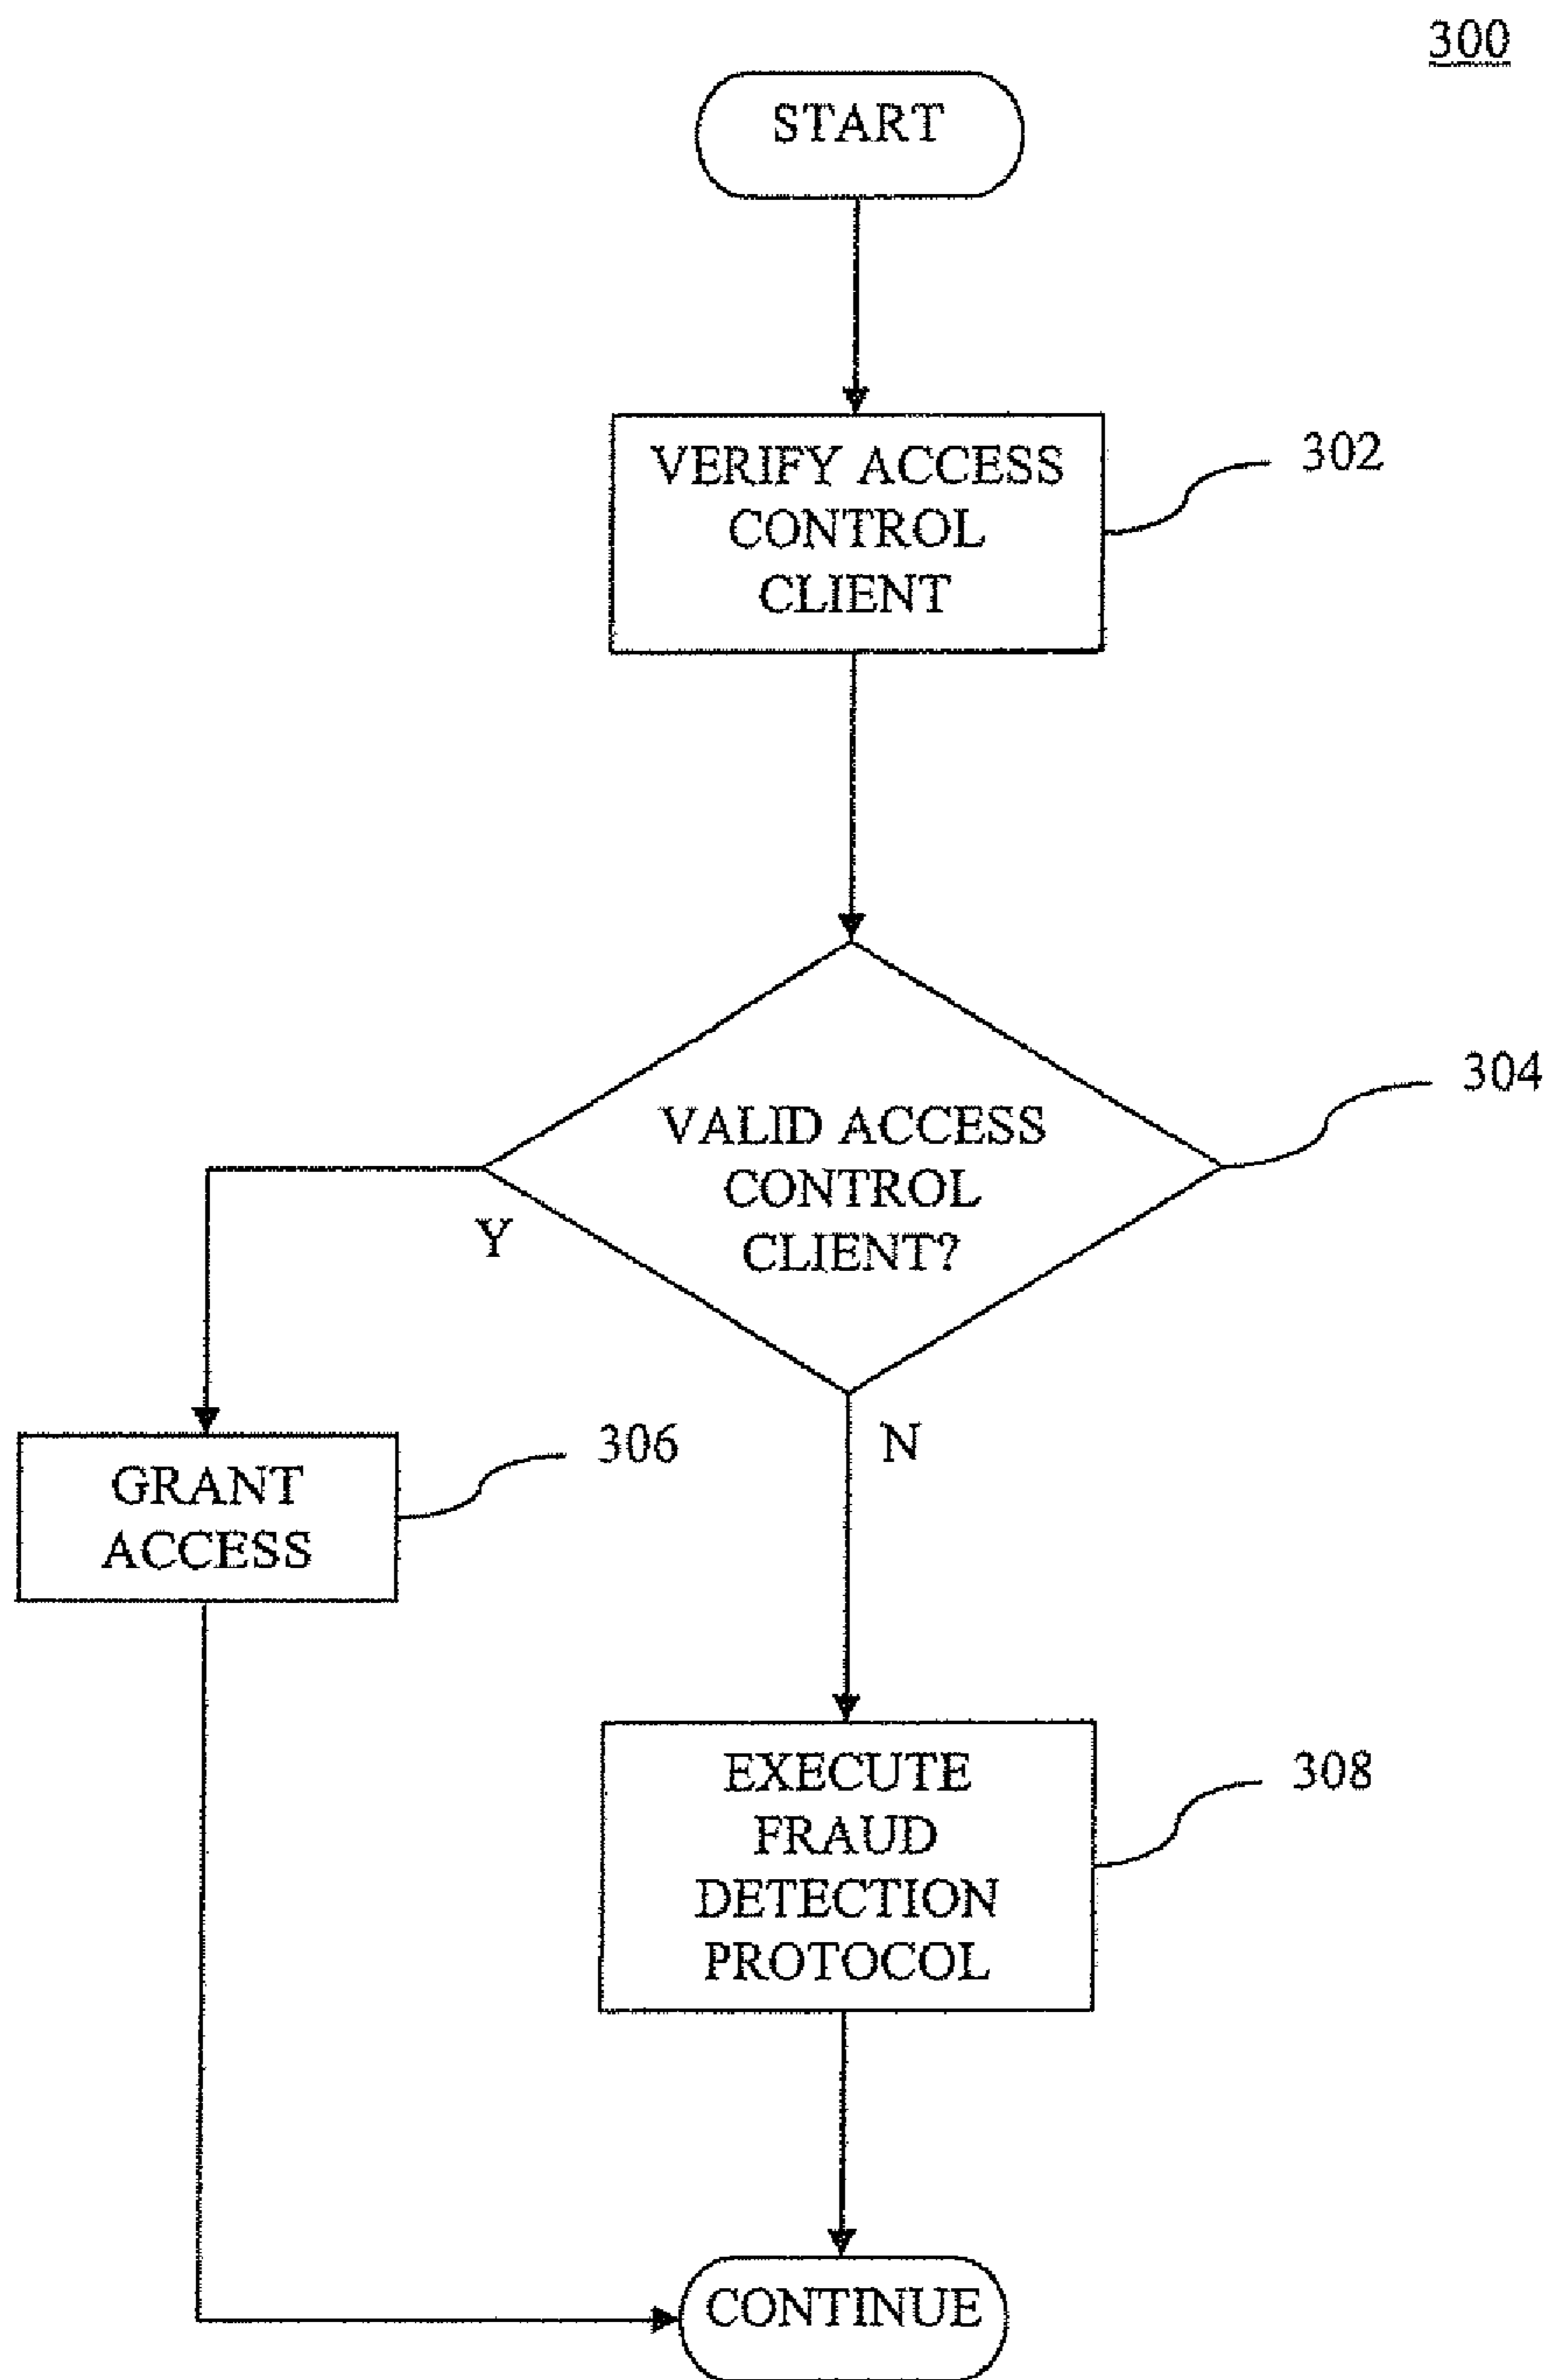 300
START
VERIFY ACCESS
CONTROL
CLIENT
302
VALID ACCESS
CONTROL
CLIENT?
304
Y
N
GRANT
ACCESS
306
EXECUTE
FRAUD
DETECTION
PROTOCOL
308
CONTINUE